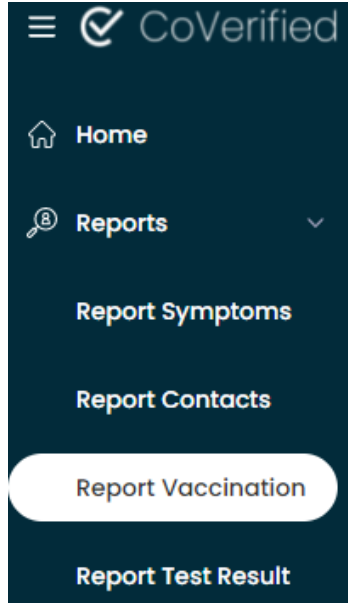 CoVerified
Home
Reports
Report Symptoms
Report Contacts
Report Vaccination
Report Test Result